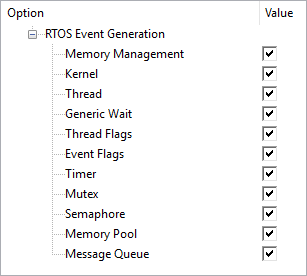 Option Value
RTOS Event Generation
Memory Management
Kernel
Thread
Generic Wait
Thread Flags
Event Flags
Timer
Mutex
Semaphore
Memory Pool
Message Queue